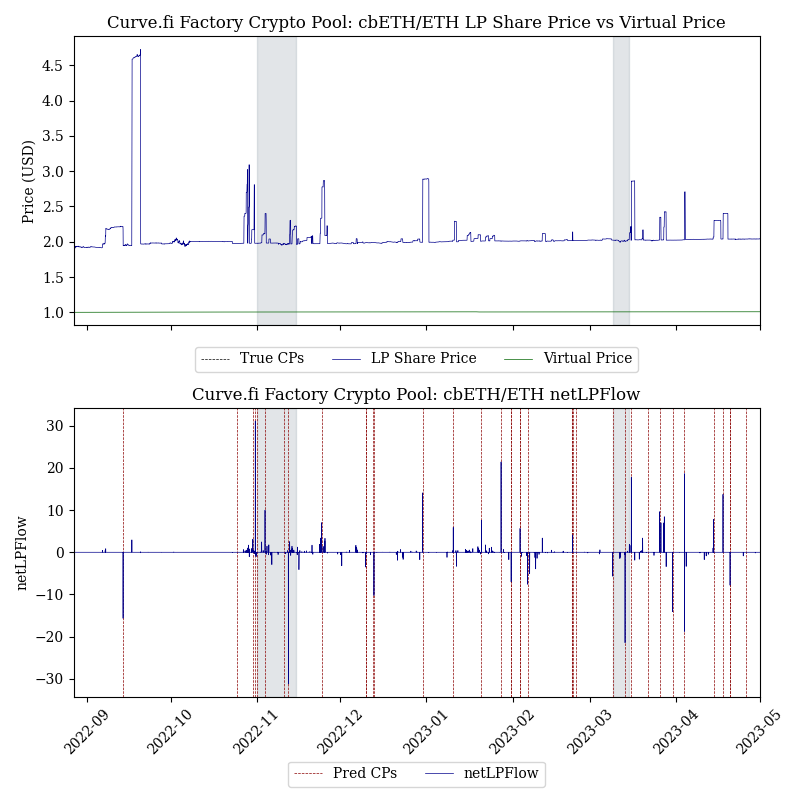 Curve.fi Factory Crypto Pool: cbETH/ETH LP Share Price vs Virtual Price
Price (USD)
4.5
4.0
3.5
3.0
2.5
2.0
1.5
1.0
True CPs LP Share Price Virtual Price
Curve.fi Factory Crypto Pool: cbETH/ETH netLPFlow
netLPFlow
30
20
10
0
−10
−20
−30
2022-09 2022-10 2022-11 2022-12 2023-01 2023-02 2023-03 2023-04 2023-05
Pred CPs netLPFlow